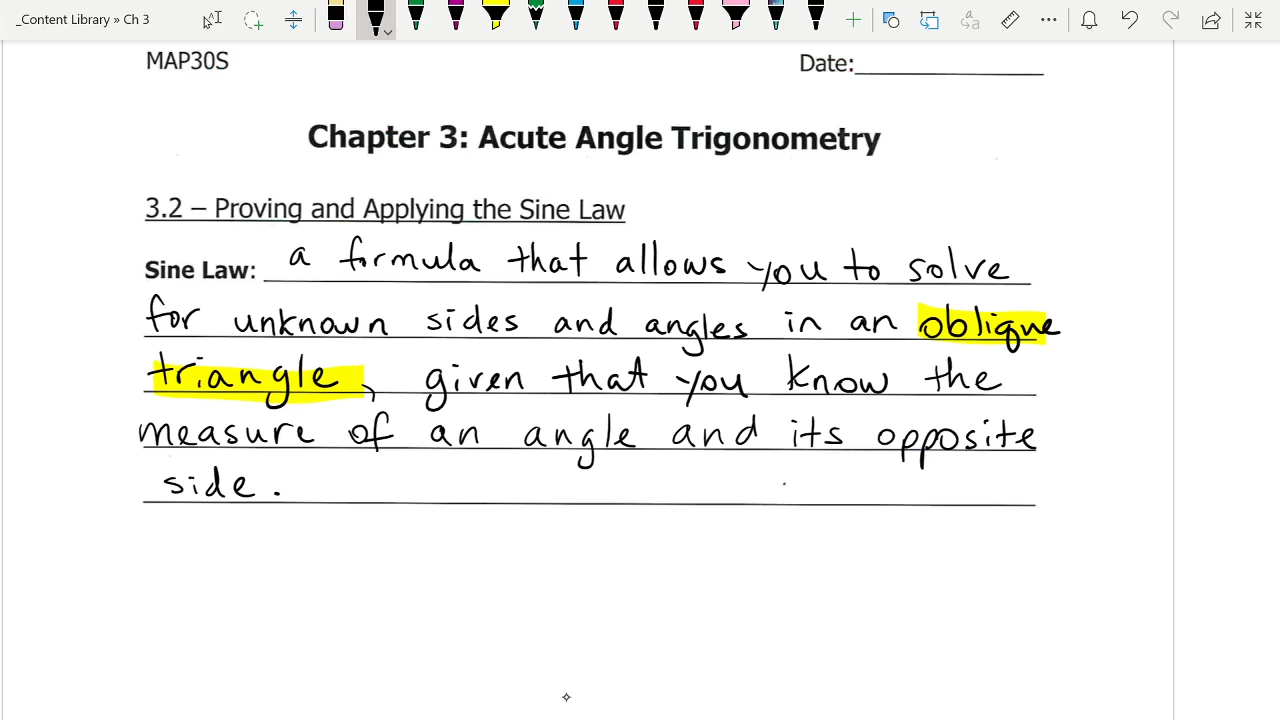 _Content Library » Ch 3
MAP30S Date:
Chapter 3: Acute Angle Trigonometry
3.2 – Proving and Applying the Sine Law
Sine Law: a formula that allows you to solve
for unknown sides and angles in an oblique
triangle, given that you know the
measure of an angle and its opposite
side.